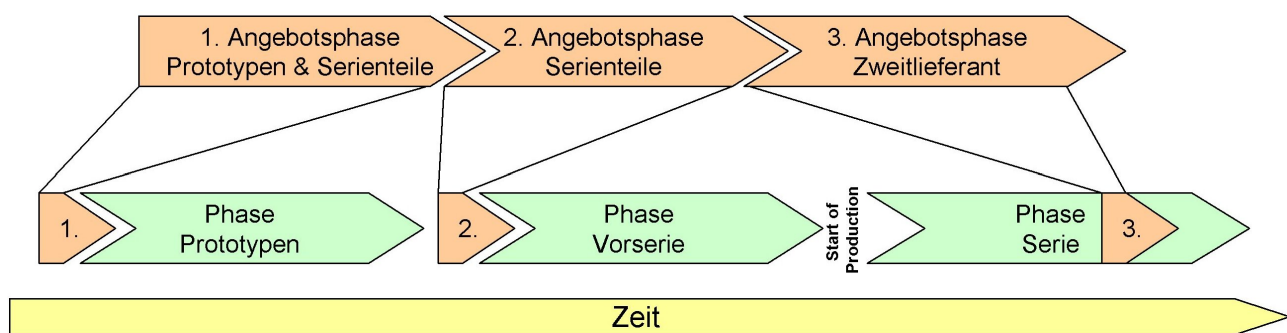 1. Angebotsphase
Prototypen & Serienteile
2. Angebotsphase
Serienteile
3. Angebotsphase
Zweitlieferant
1.
Phase
Prototypen
2.
Phase
Vorserie
Start of
Production
Phase
Serie
3.
Zeit